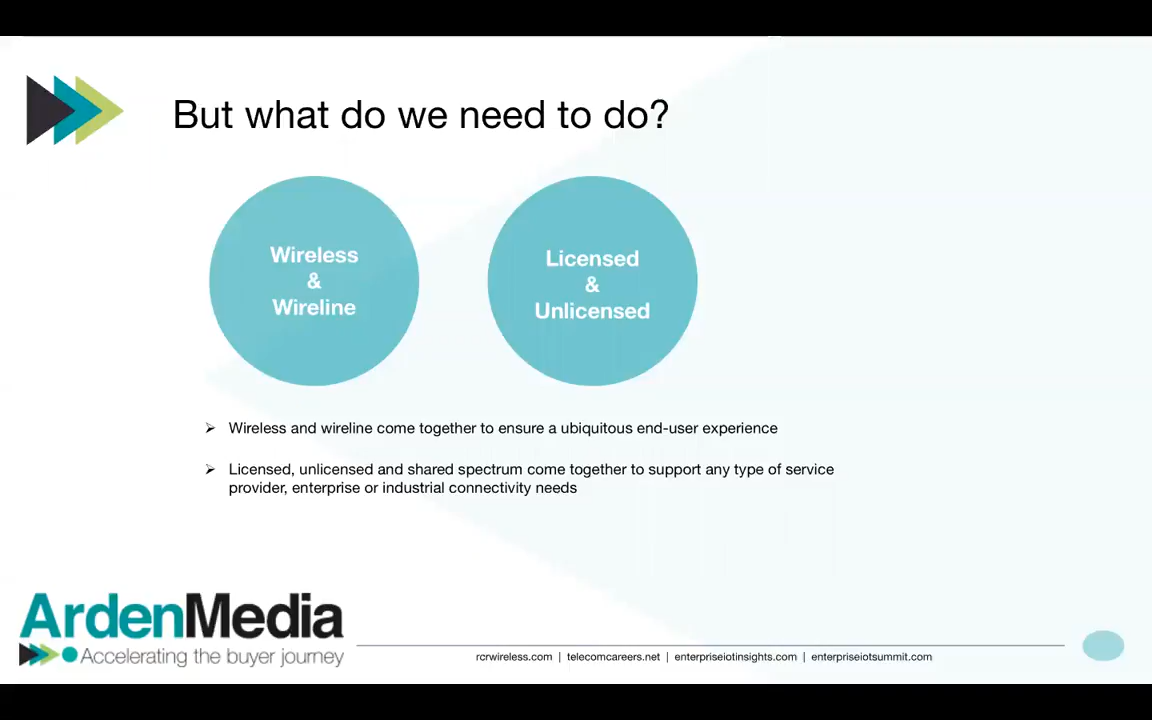 But what do we need to do?
Wireless
&
Wireline
Licensed
&
Unlicensed
➢ Wireless and wireline come together to ensure a ubiquitous end-user experience
➢ Licensed, unlicensed and shared spectrum come together to support any type of service
provider, enterprise or industrial connectivity needs
ArdenMedia
Accelerating the buyer journey
rcrwireless.com | telecomcareers.net | enterpriseiotinsights.com | enterpriseiotsummit.com